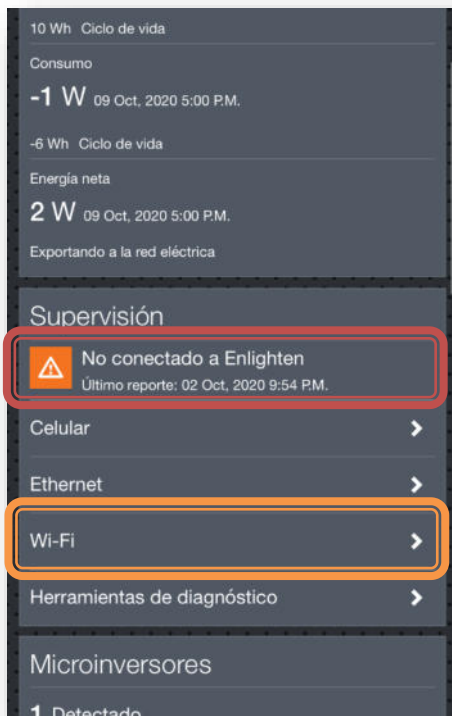 10 Wh Ciclo de vida
Consumo
-1 W 09 Oct, 2020 5:00 P.M.
-6 Wh Ciclo de vida
Energía neta
2 W 09 Oct, 2020 5:00 P.M.
Exportando a la red eléctrica
Supervisión
No conectado a Enlighten
Último reporte: 02 Oct, 2020 9:54 P.M.
Celular
Ethernet
Wi-Fi
Herramientas de diagnóstico
Microinversores
1 Detectado